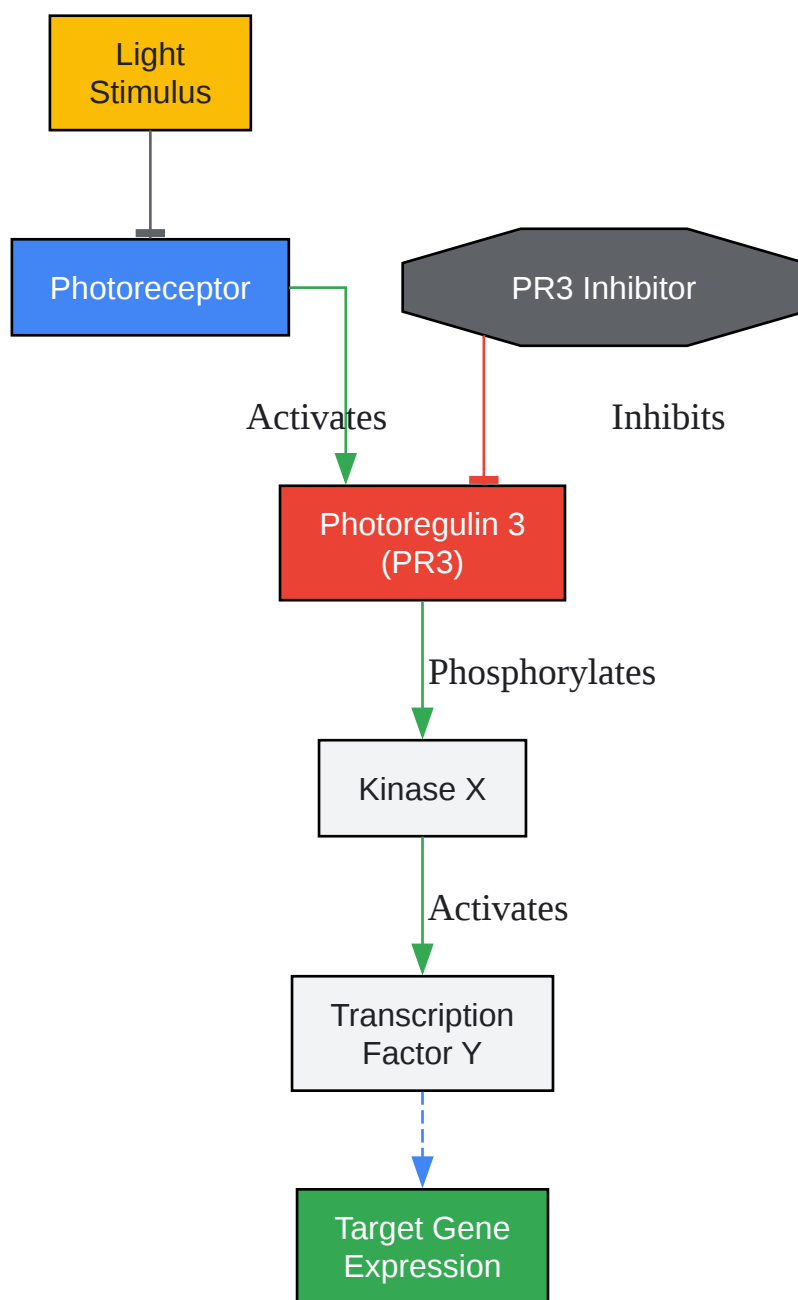 Light
Stimulus
Photoreceptor
PR3 Inhibitor
Activates
Inhibits
Photoregulin 3
(PR3)
Phosphorylates
Kinase X
Activates
Transcription
Factor Y
Target Gene
Expression